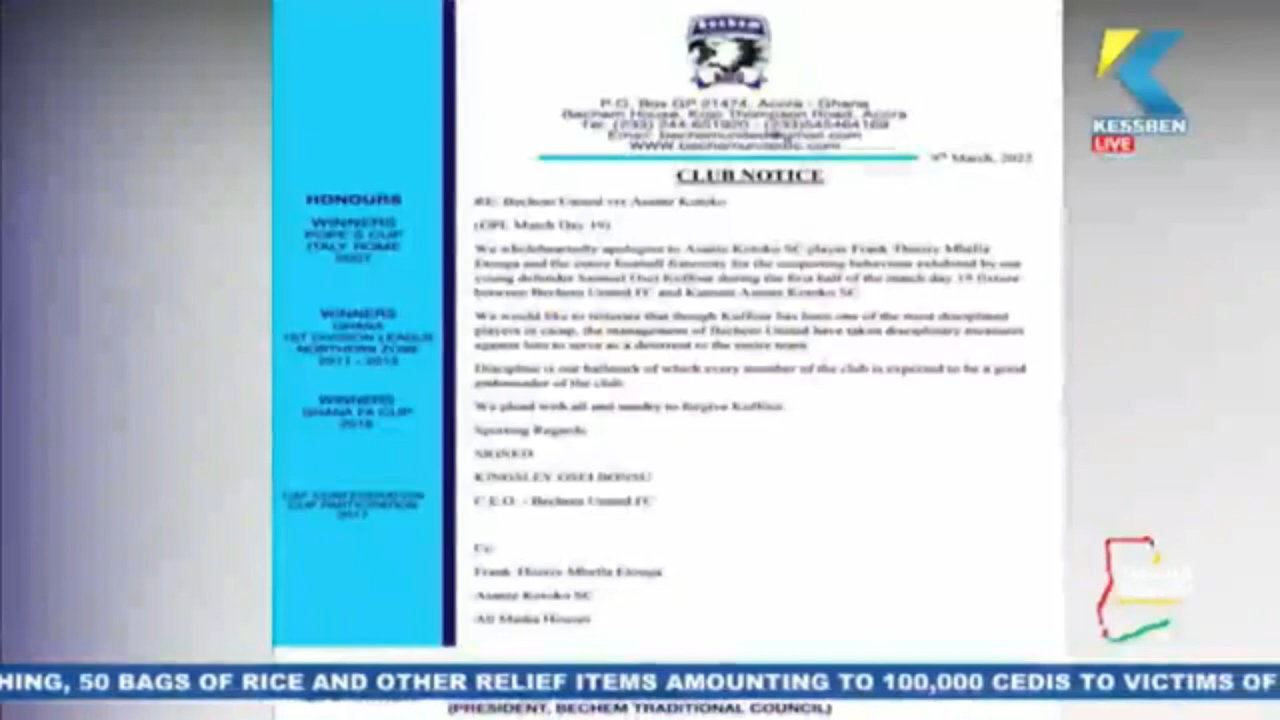 Bechem
P.O. Box GP 21474, Accra - Ghana
Bechem House, Kojo Thompson Road, Accra
Tel: (233) 244
Email: bechemunited@gmail.com
9th March, 2022
CLUB NOTICE
KESSBEN
LIVE
HONOURS
WINNERS
POPE'S CUP
ITALY ROME
2007
WINNERS
GHANA
1ST DIVISION LEAGUE
NORTHERN ZONE
WINNERS
GHANA FA CUP
2016
CAF CONFEDERATION
CUP PARTICIPATION
2017
RE: Bechem United vrs Asante Kotoko
(GPL Match Day 19)
We wholeheartedly apologize to Asante Kotoko SC player Frank Thierry Mbella
Etouga and the entire football fraternity for the unsporting behaviour exhibited by our
young defender Samuel Osei Kuffour during the first half of the match day 19 fixture
between Bechem United FC and Kumasi Asante Kotoko SC
We would like to reiterate that though Kuffour has been one of the most disciplined
players in camp, the management of Bechem United have taken disciplinary measures
against him to serve as a deterrent to the entire team
Discipline is our hallmark of which every member of the club is expected to be a good
ambassador of the club
We plead with all and sundry to forgive Kuffour
Sporting Regards
SIGNED
KINGSLEY OSEI BONSU
C.E.O. - Bechem United FC
Cc:
Frank Thierry Mbella Etouga
Asante Kotoko SC
All Media Houses
HING, 50 BAGS OF RICE AND OTHER RELIEF ITEMS AMOUNTING TO 100,000 CEDIS TO VICTIMS OF
(PRESIDENT, BECHEM TRADITIONAL COUNCIL)